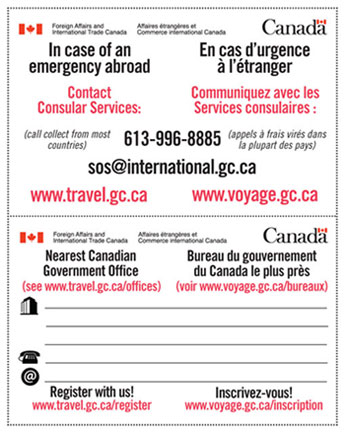 Foreign Affairs and
International Trade Canada
Affaires étrangères et
Commerce international Canada
Canada
In case of an
emergency abroad
En cas d'urgence
à l'étranger
Contact
Consular Services:
Communiquez avec les
Services consulaires :
(call collect from most
countries)
613-996-8885
(appels à frais virés dans
la plupart des pays)
sos@international.gc.ca
www.travel.gc.ca
www.voyage.gc.ca
Foreign Affairs and
International Trade Canada
Affaires étrangères et
Commerce international Canada
Canada
Nearest Canadian
Government Office
(see www.travel.gc.ca/offices)
Bureau du gouvernement
du Canada le plus près
(voir www.voyage.gc.ca/bureaux)
@
Register with us!
www.travel.gc.ca/register
Inscrivez-vous!
www.voyage.gc.ca/inscription